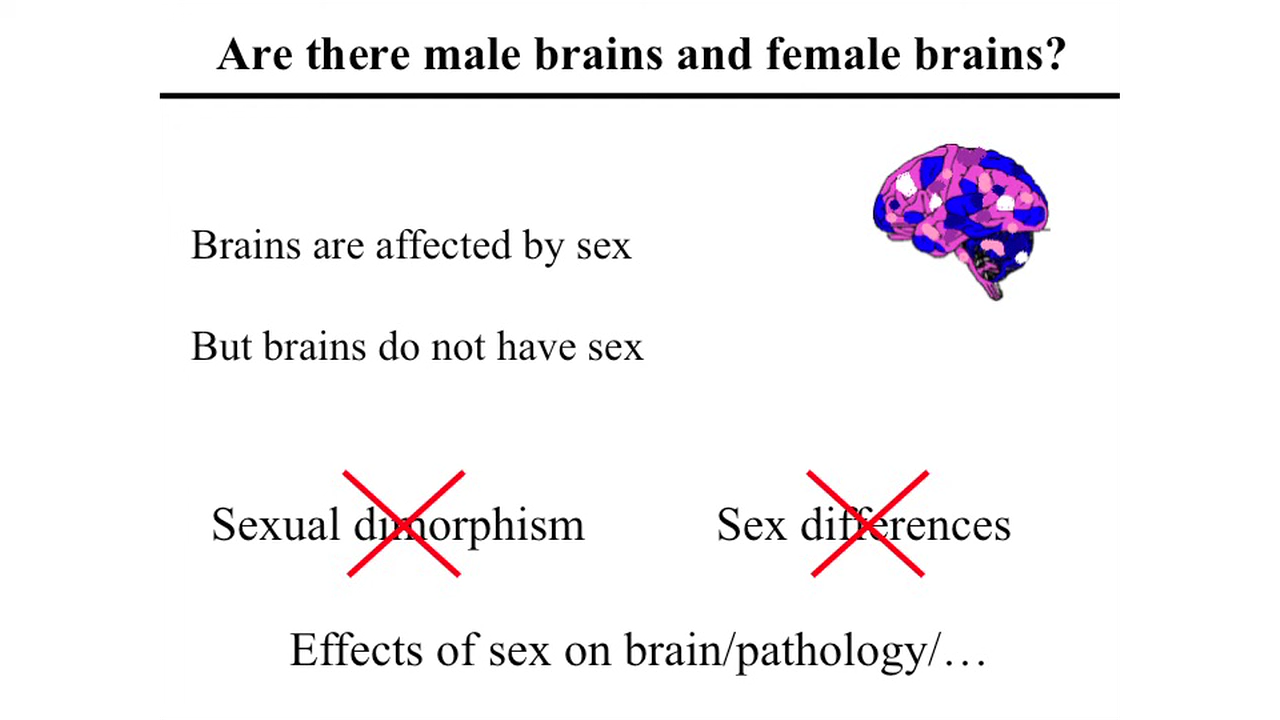 Are there male brains and female brains?
Brains are affected by sex
But brains do not have sex
Sexual dimorphism
Sex differences
Effects of sex on brain/pathology/…